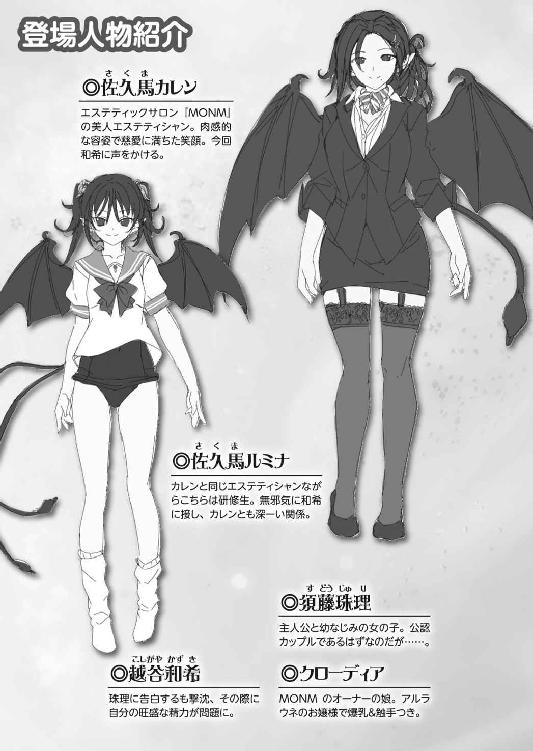 登場人物紹介
さくま
◎佐久馬カレン
エステティックサロン『MONM』
の美人エステティシャン。肉感的
な容姿で慈愛に満ちた笑顔。今回
和希に声をかける。
さくま
◎佐久馬ルミナ
カレンと同じエステティシャンなが
らこちらは研修生。無邪気に和希
に接し、カレンとも深ーい関係。
すどうじゅり
◎須藤珠理
主人公と幼なじみの女の子。公認
カップルであるはずなのだが……。
こしがや かずき
◎越谷和希
珠理に告白するも撃沈、その際に
自分の旺盛な精力が問題に。
◎クローディア
MONM のオーナーの娘。アルラ
ウネのお嬢様で爆乳&触手つき。